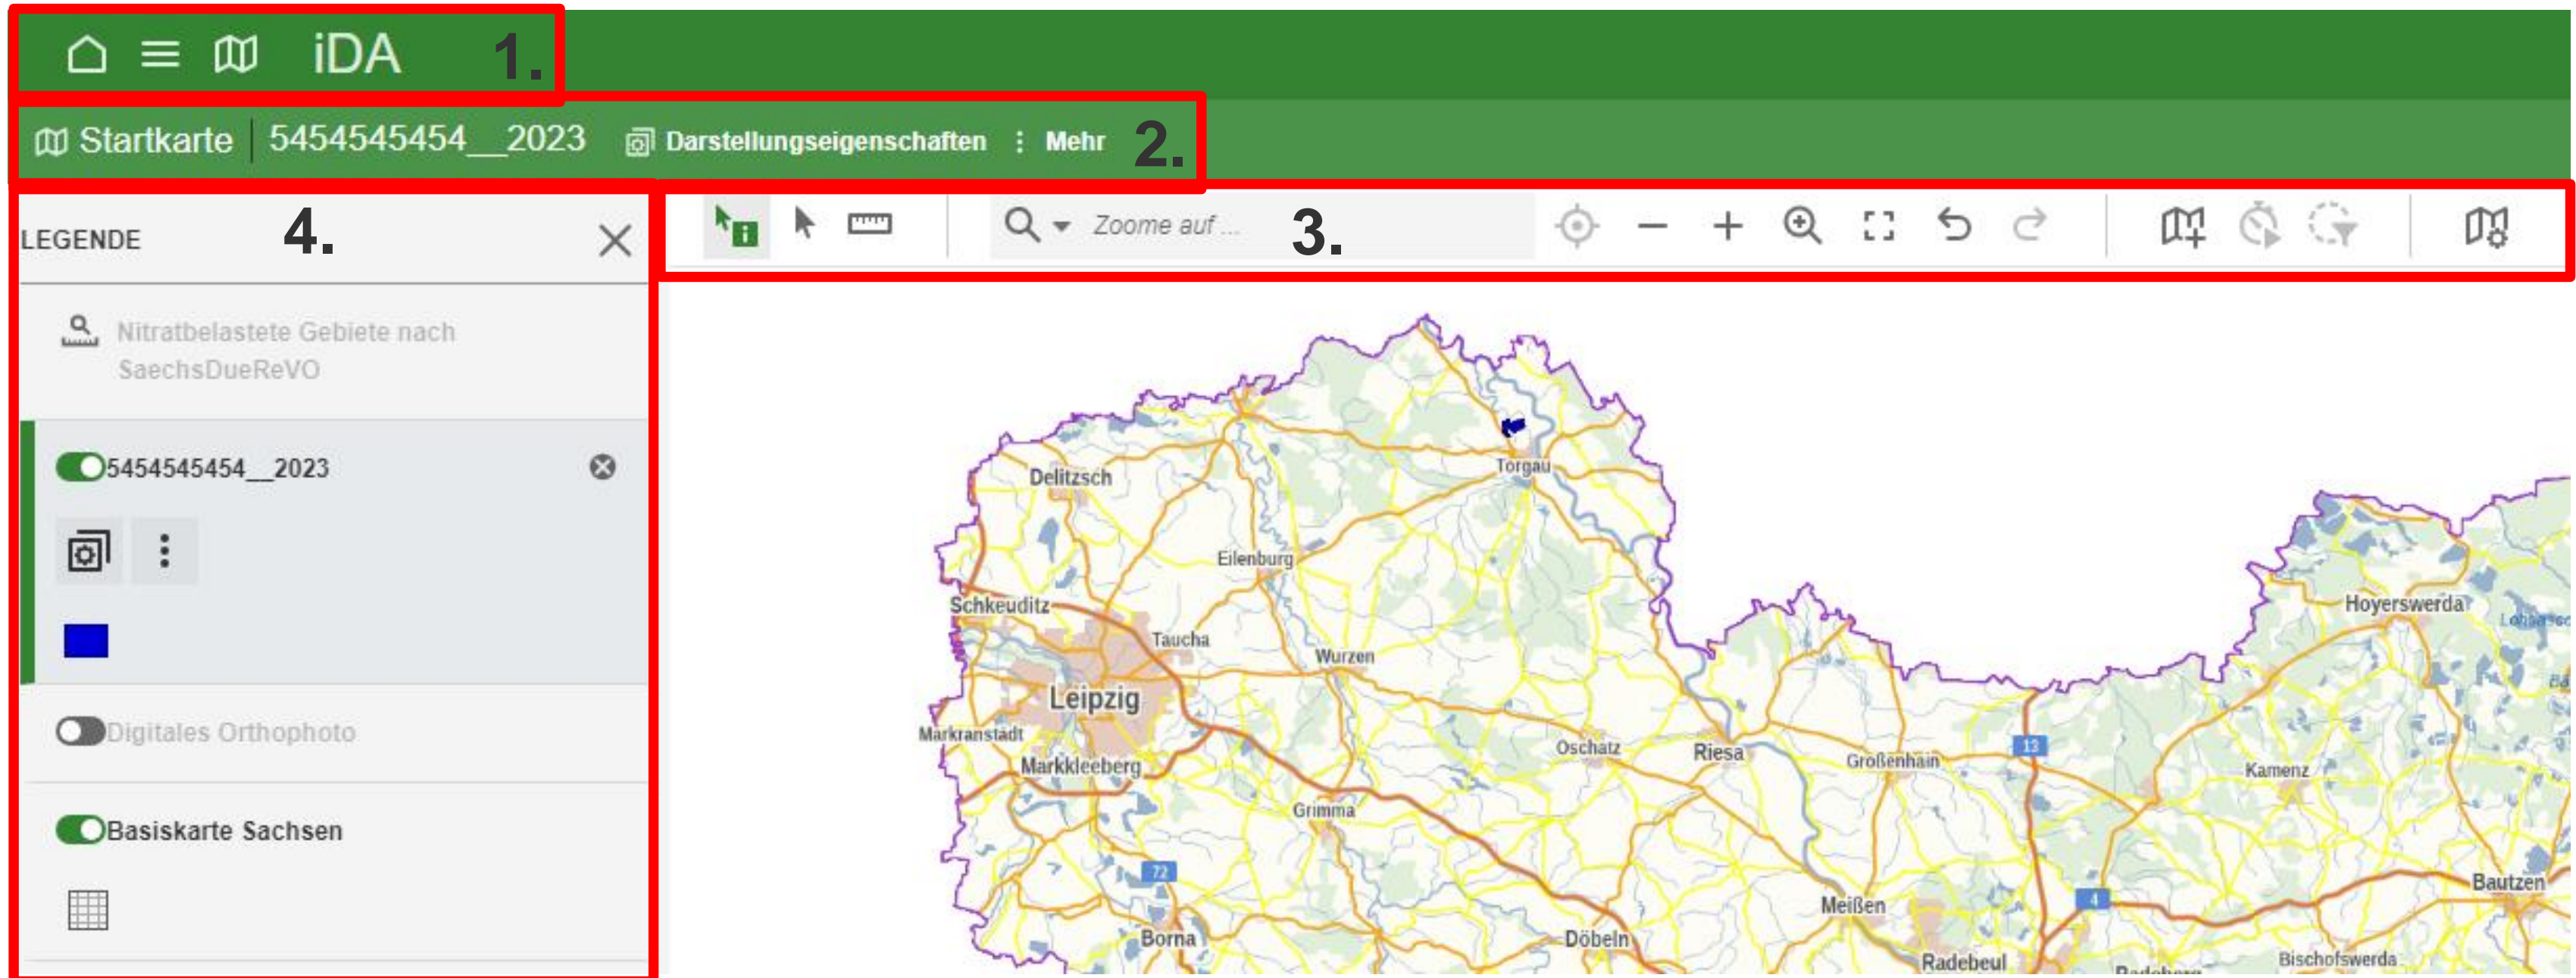 iDA
1.
Startkarte 5454545454__2023 Darstellungseigenschaften Mehr
2.
LEGENDE
4.
Zoome auf ...
3.
Nitratbelastete Gebiete nach
SaechsDueReVO
5454545454__2023
Digitales Orthophoto
Basiskarte Sachsen
Torgau
Delitzsch
Eilenburg
Schkeuditz
Hoyerswerda
Taucha
Wurzen
Leipzig
Markranstädt
Oschatz
Riesa
13
Großenhain
Markkleeberg
Kamenz
Grimma
72
Bautzen
4
Meißen
Borna
Döbeln
Radebeul
Bischofswerda